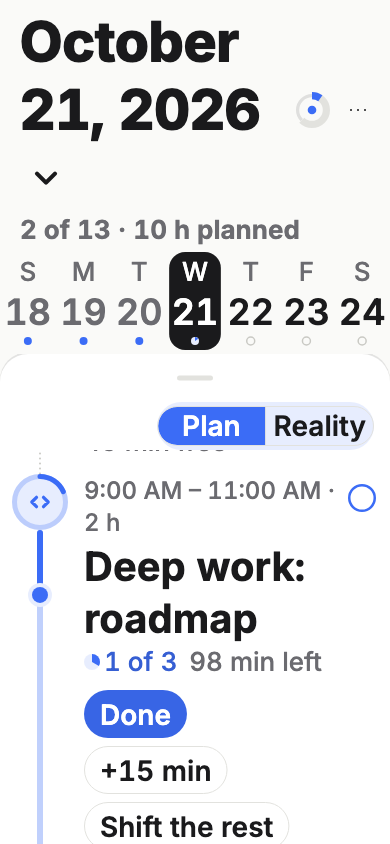 October
21, 2026
2 of 13 · 10 h planned
S M T W T F S
18 19 20 21 22 23 24
Plan Reality
9:00 AM – 11:00 AM ·
2 h
Deep work:
roadmap
1 of 3 98 min left
Done
+15 min
Shift the rest